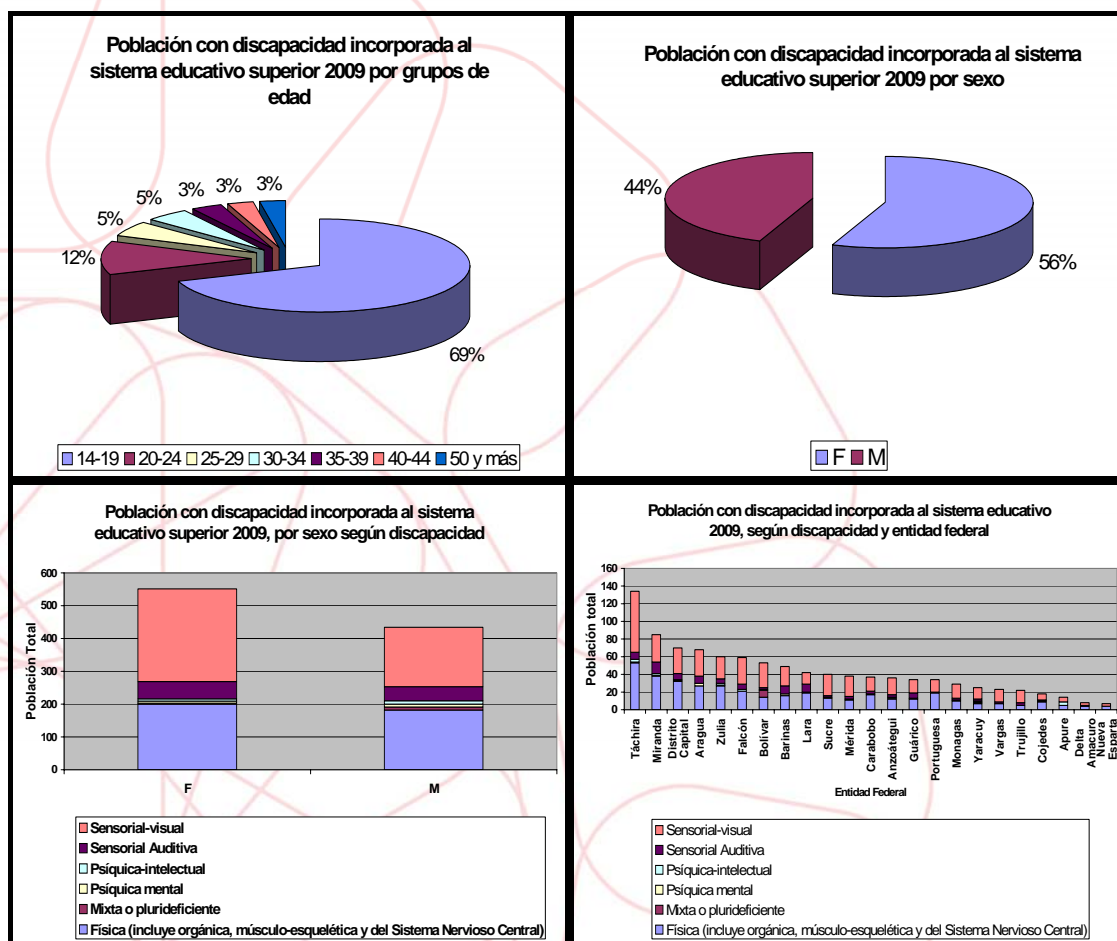 Población con discapacidad incorporada al
sistema educativo superior 2009 por grupos de
edad
3%
3%
3%
5%
5%
12%
69%
14-19
20-24
25-29
30-34
35-39
40-44
50 y más
Población con discapacidad incorporada al sistema
educativo superior 2009 por sexo
44%
56%
F
M
Población con discapacidad incorporada al sistema
educativo superior 2009, por sexo según discapacidad
Población Total
600
500
400
300
200
100
0
F
M
Sensorial-visual
Sensorial Auditiva
Psíquica-intelectual
Psíquica mental
Mixta o plurideficiente
Física (incluye orgánica, músculo-esquelética y del Sistema Nervioso Central)
Población con discapacidad incorporada al sistema educativo
2009, según discapacidad y entidad federal
Población total
160
140
120
100
80
60
40
20
0
Táchira
Miranda
Distrito
Capital
Aragua
Zulia
Falcón
Bolívar
Barinas
Lara
Sucre
Mérida
Carabobo
Anzoátegui
Guárico
Portuguesa
Monagas
Yaracuy
Vargas
Trujillo
Cojedes
Apure
Delta
Amacuro
Nueva
Esparta
Entidad Federal
Sensorial-visual
Sensorial Auditiva
Psíquica-intelectual
Psíquica mental
Mixta o plurideficiente
Física (incluye orgánica, músculo-esquelética y del Sistema Nervioso Central)